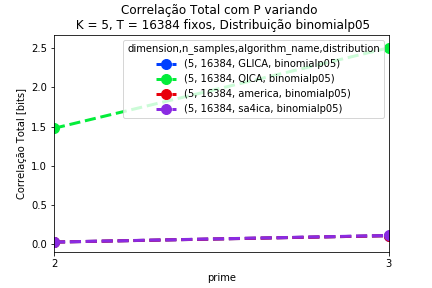 Correlação Total com P variando
K = 5, T = 16384 fixos, Distribuição binomialp05
dimension,n_samples,algorithm_name,distribution
(5, 16384, GLICA, binomialp05)
(5, 16384, QICA, binomialp05)
(5, 16384, america, binomialp05)
(5, 16384, sa4ica, binomialp05)
Correlação Total [bits]
2.5
2.0
1.5
1.0
0.5
0.0
2
3
prime